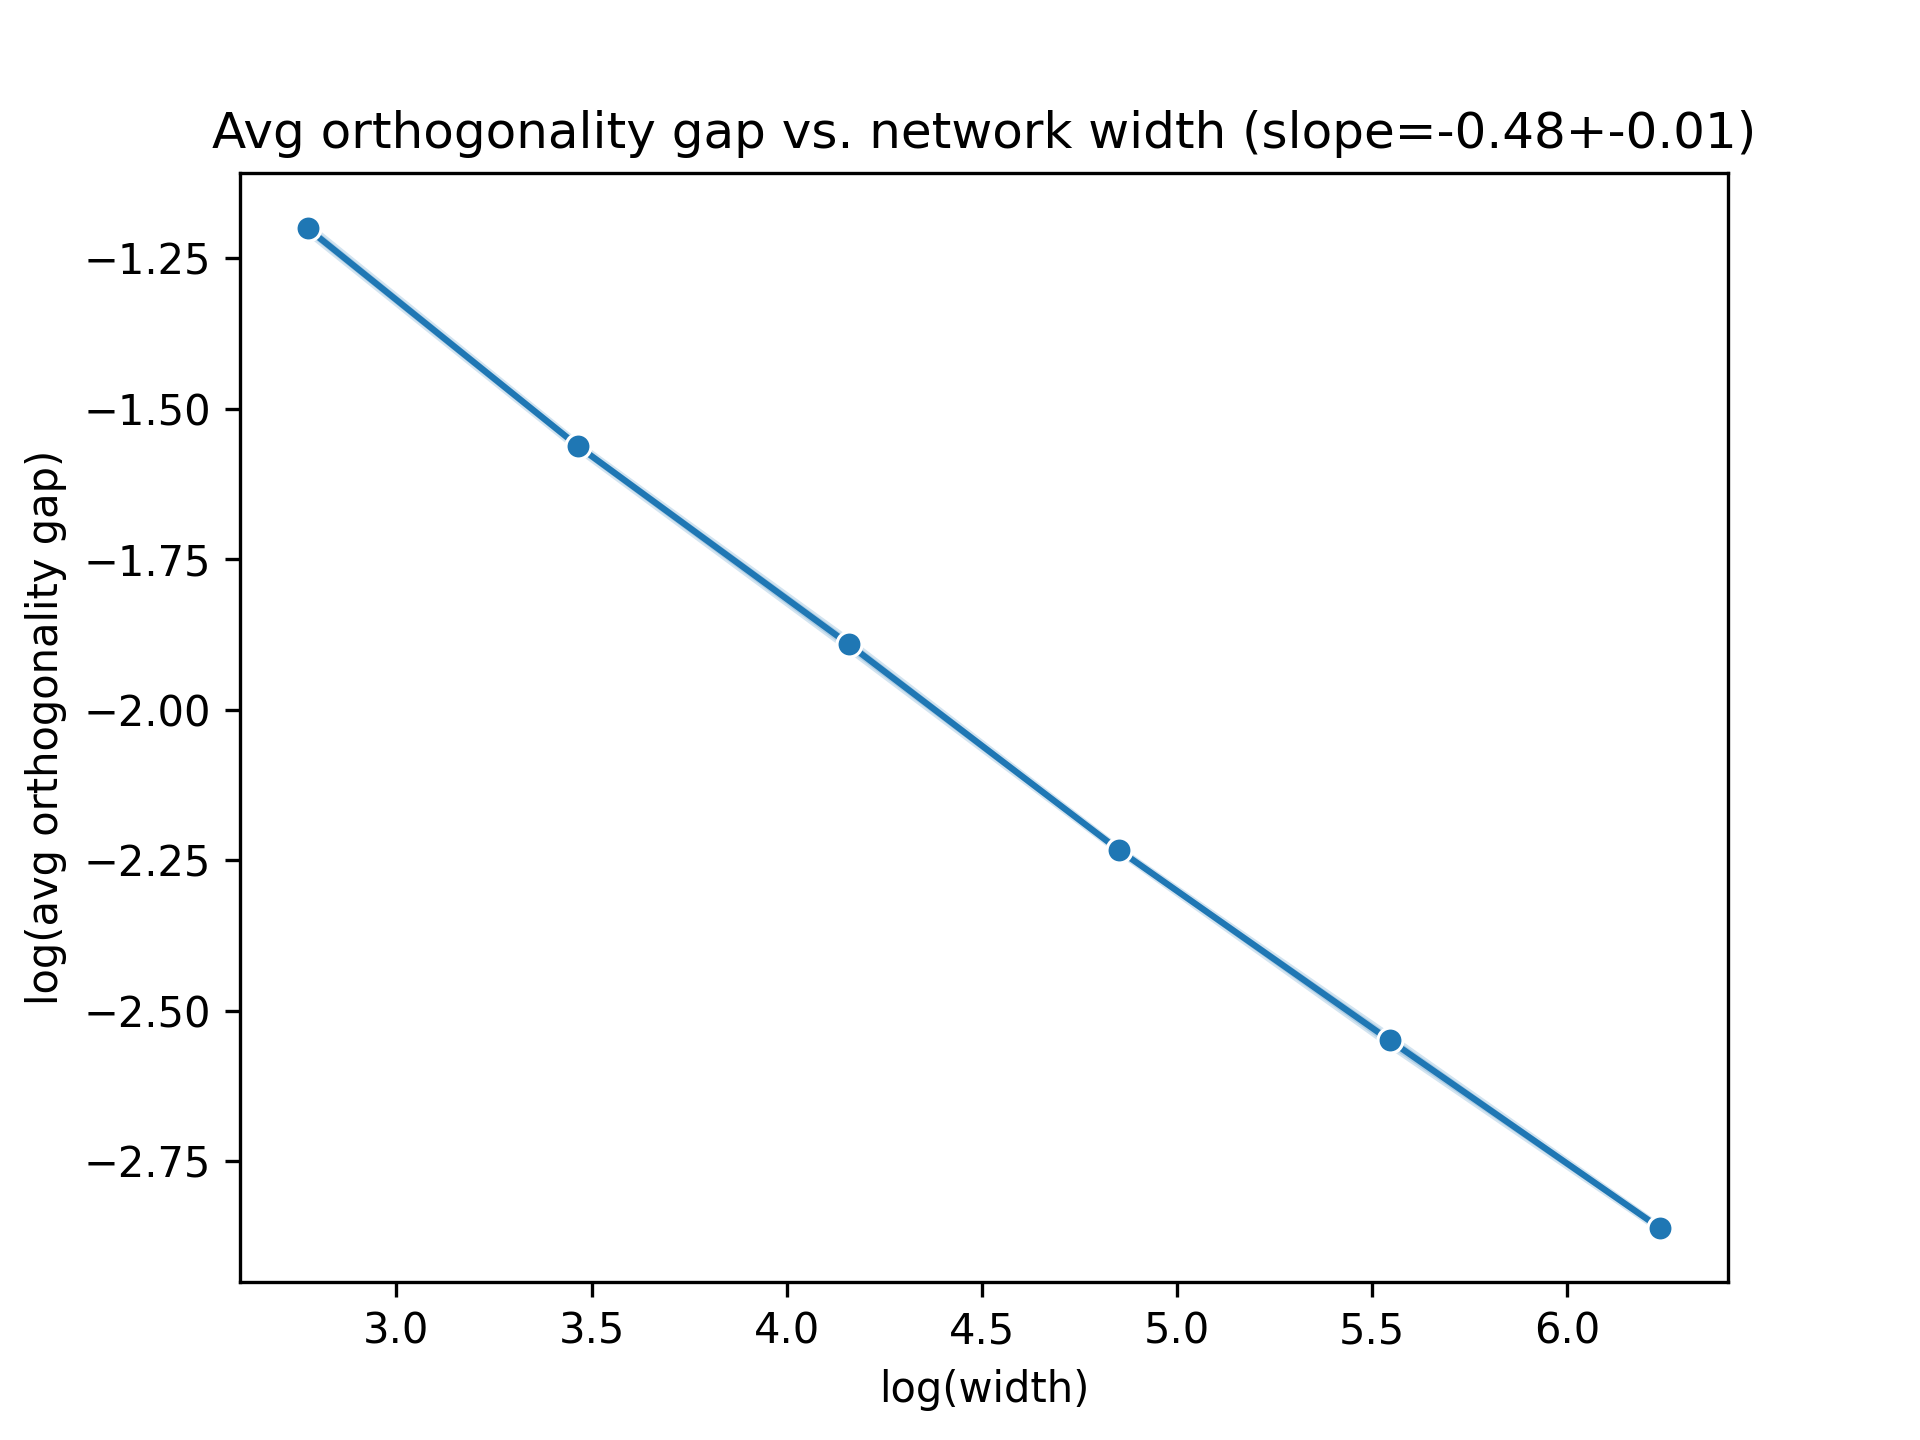 Avg orthogonality gap vs. network width (slope=-0.48+-0.01)
log(avg orthogonality gap)
−1.25
−1.50
−1.75
−2.00
−2.25
−2.50
−2.75
3.0 3.5 4.0 4.5 5.0 5.5 6.0
log(width)